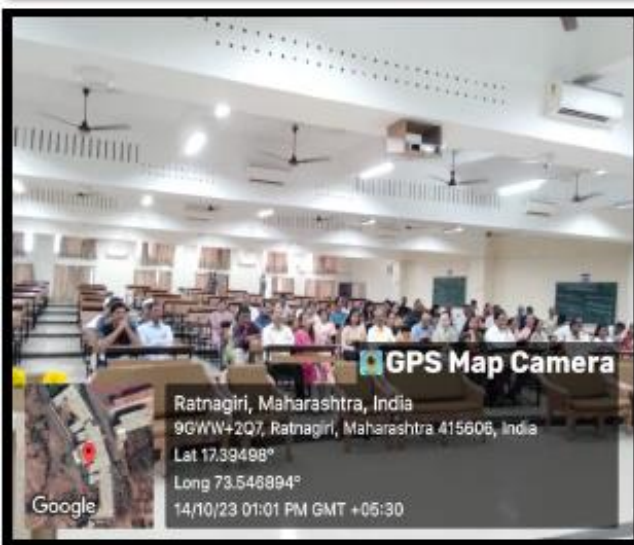 GPS Map Camera
Ratnagiri, Maharashtra, India
9GWW+2Q7, Ratnagiri, Maharashtra 415606, India
Lat 17.39498°
Long 73.546894°
14/10/23 01:01 PM GMT +05:30
Google